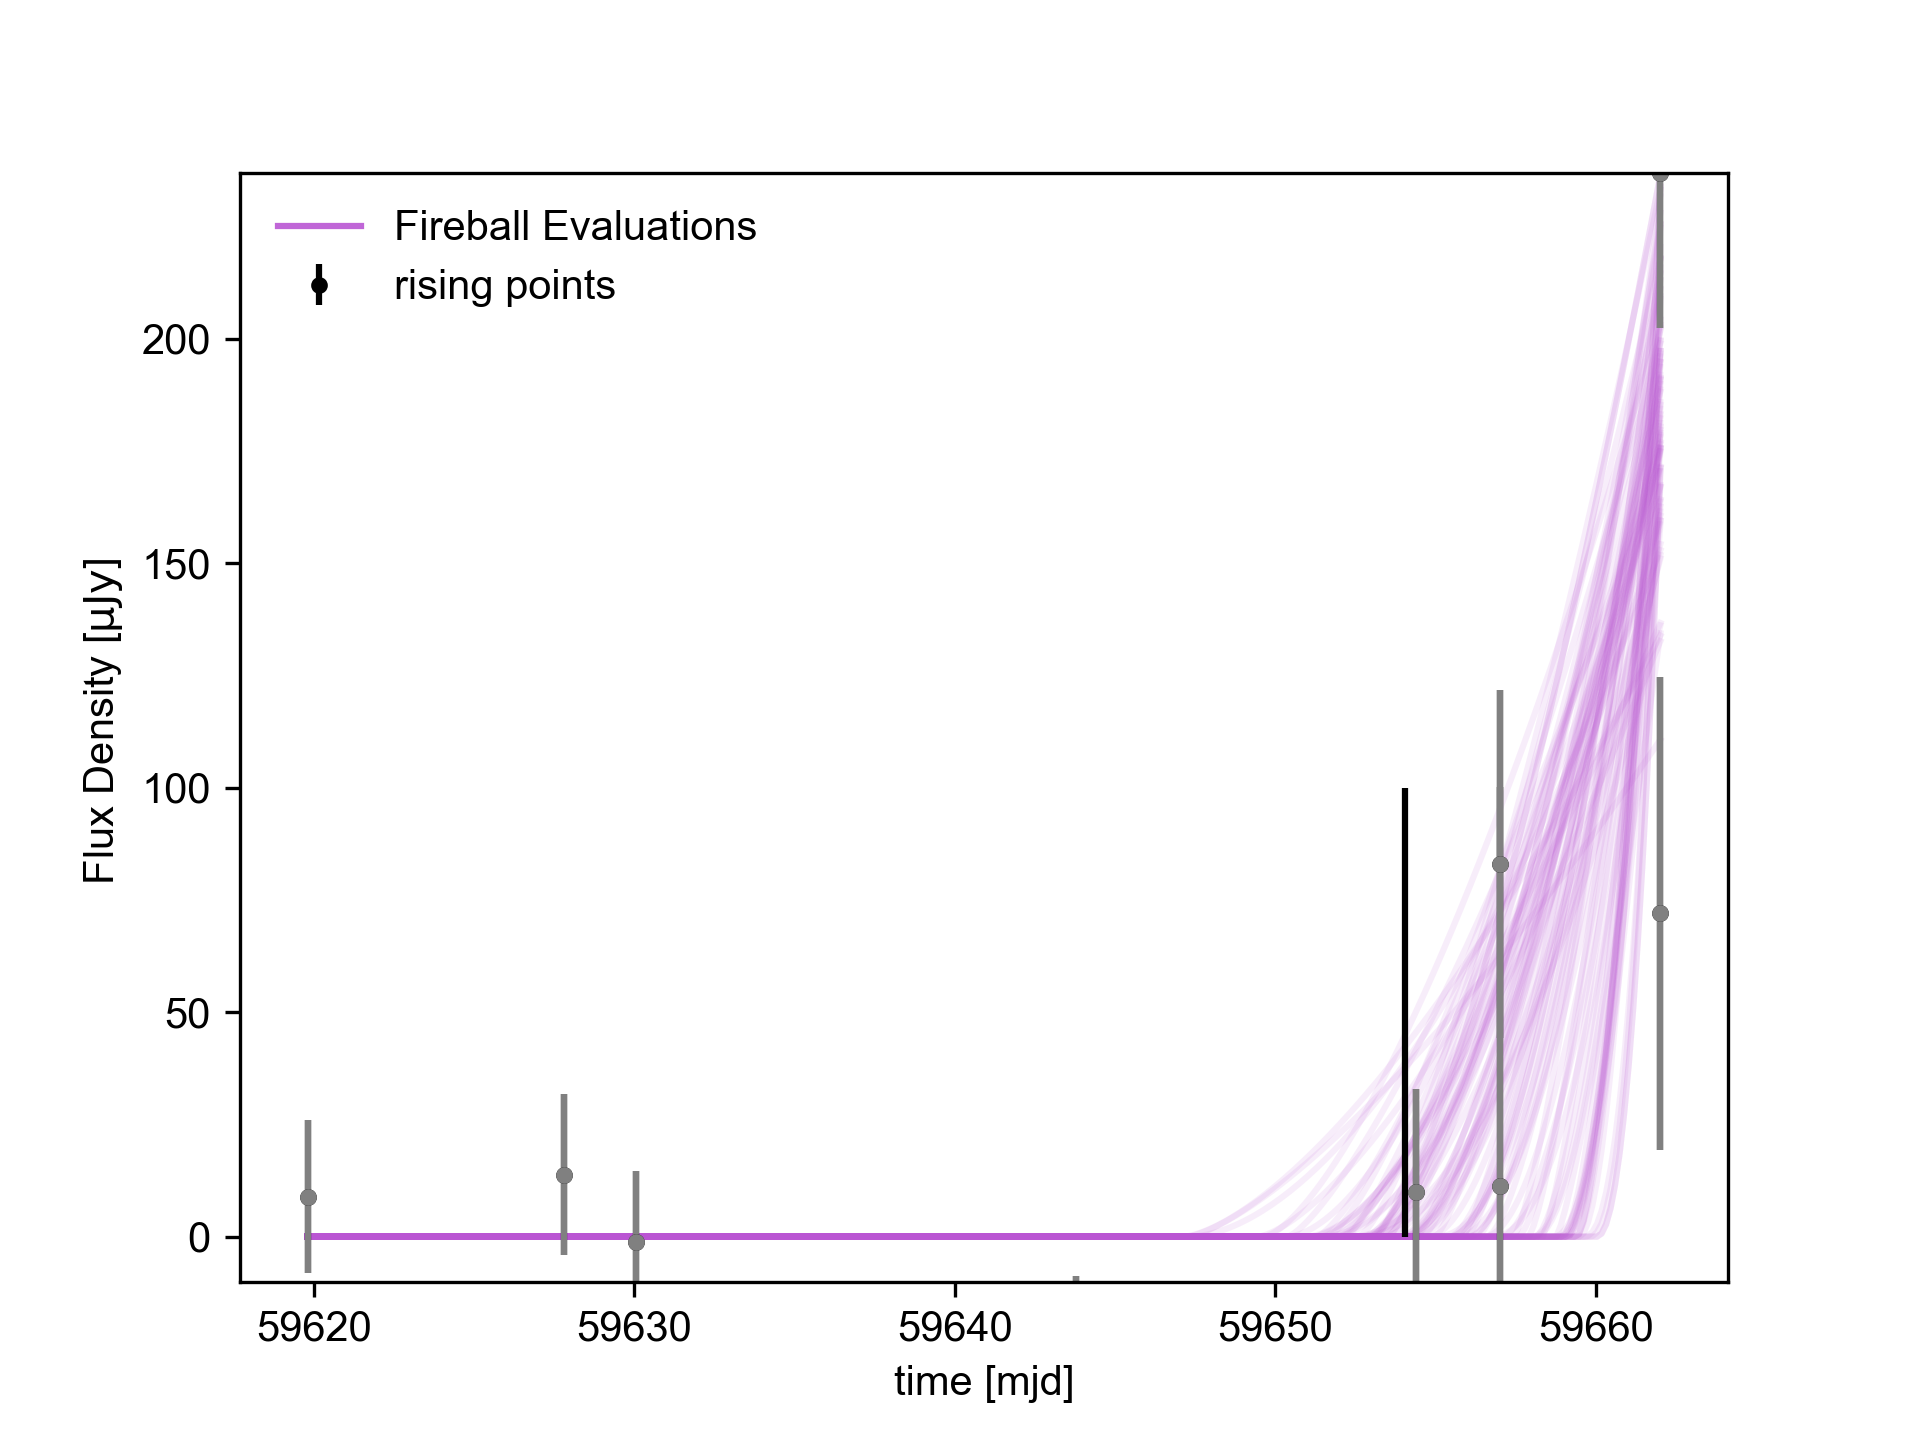 Fireball Evaluations
rising points
200
150
100
50
0
Flux Density [µJy]
59620 59630 59640 59650 59660
time [mjd]